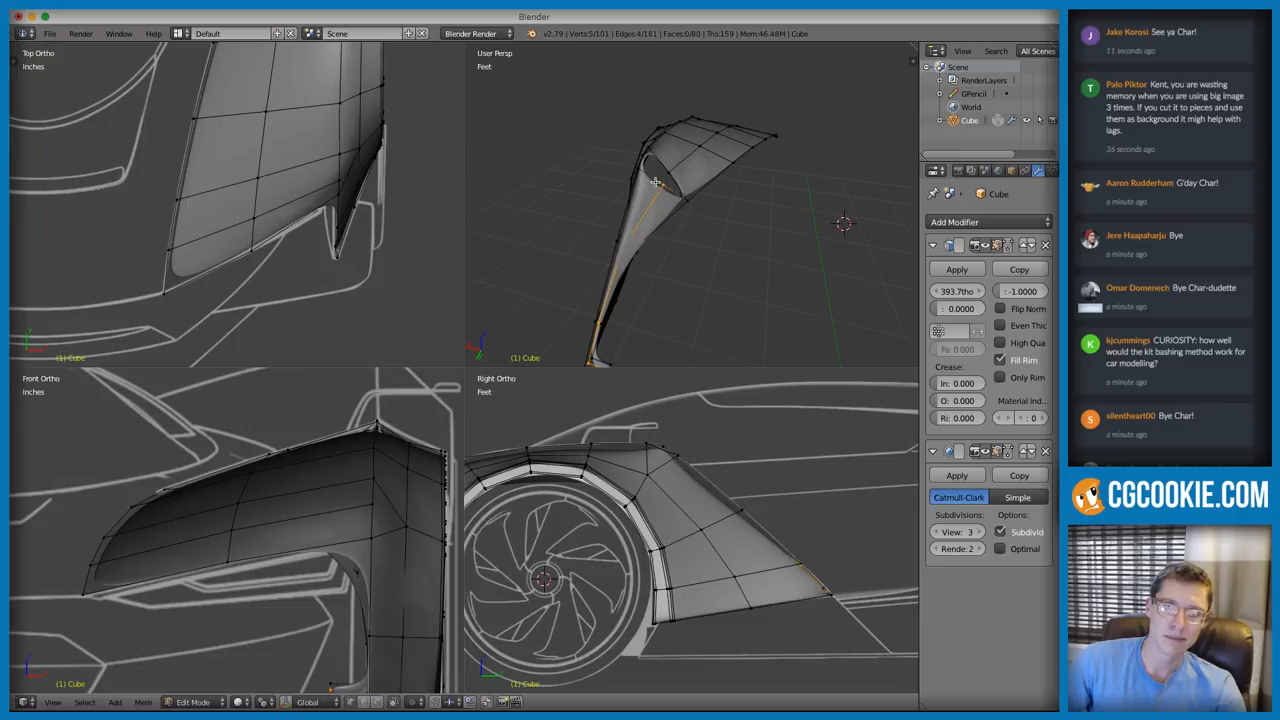 Blender
File Render Window Help Default Scene Blender Render v2.79 | Verts:5/101 | Edges:4/181 | Faces:0/80 | Tris:159 | Mem:46.48M | Cube
Top Ortho
Inches
(1) Cube
User Persp
Feet
(1) Cube
Front Ortho
Inches
(1) Cube
Right Ortho
Feet
(1) Cube
View Select Add Mesh Edit Mode Global
View Search All Scenes
Scene
RenderLayers
GPencil
World
Cube
Cube
Add Modifier
Apply Copy
393.7tho : -1.0000
: 0.0000 Flip Norm
Even Thic
High Qua
Fa: 0.000 Fill Rim
Crease: Only Rim
In: 0.000
O: 0.000 Material Ind...
Ri: 0.000 : 0
Apply Copy
Catmull-Clark Simple
Subdivisions: Options:
View: 3 Subdivid
Rende: 2 Optimal
J
Jake Korosi See ya Char!
11 seconds ago
T
Palo Piktor Kent, you are wasting
memory when you are using big image
3 times. If you cut it to pieces and use
them as background it migh help with
lags.
36 seconds ago
Aaron Rudderham G'day Char!
a minute ago
Jere Haapaharju Bye
a minute ago
Omar Domenech Bye Char-dudette
a minute ago
K
kjcummings CURIOSITY: how well
would the kit bashing method work for
car modelling?
a minute ago
S
silentheart00 Bye Char!
a minute ago
CGCOOKIE.COM